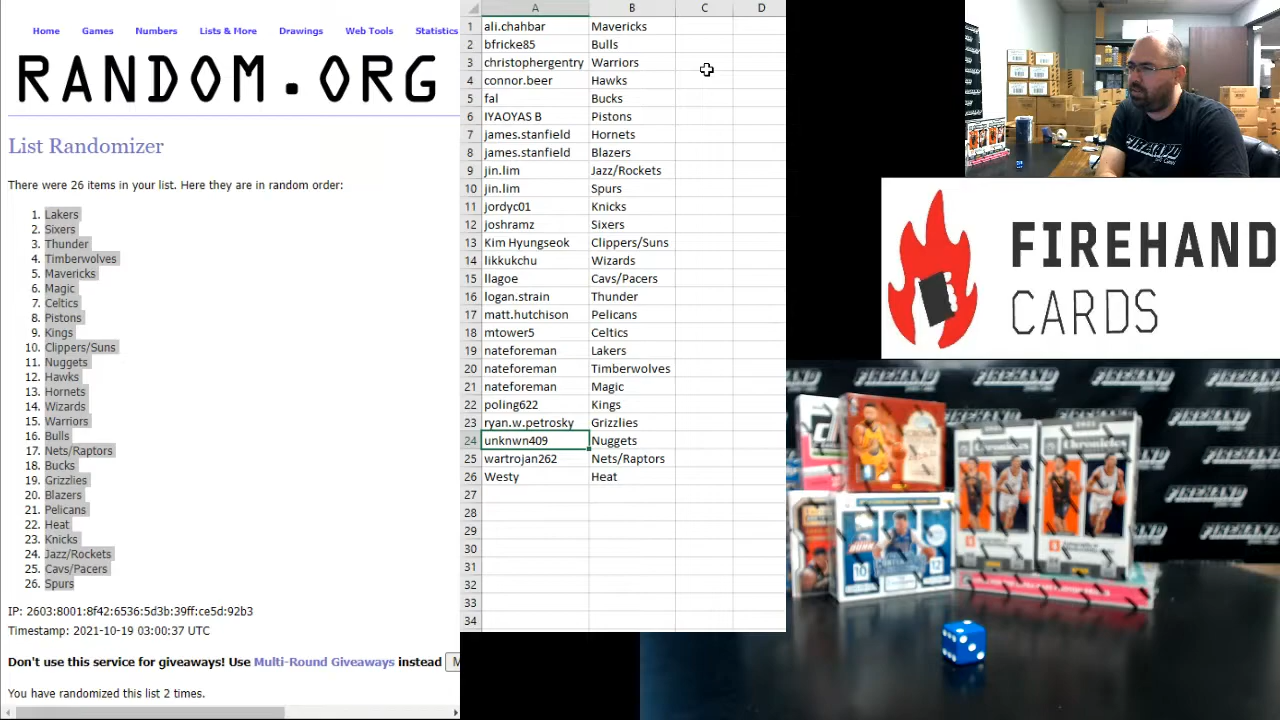 Home Games Numbers Lists & More Drawings Web Tools Statistics
RANDOM.ORG
List Randomizer
There were 26 items in your list. Here they are in random order:
1. Lakers
2. Sixers
3. Thunder
4. Timberwolves
5. Mavericks
6. Magic
7. Celtics
8. Pistons
9. Kings
10. Clippers/Suns
11. Nuggets
12. Hawks
13. Hornets
14. Wizards
15. Warriors
16. Bulls
17. Nets/Raptors
18. Bucks
19. Grizzlies
20. Blazers
21. Pelicans
22. Heat
23. Knicks
24. Jazz/Rockets
25. Cavs/Pacers
26. Spurs
IP: 2603:8001:8f42:6536:5d3b:39ff:ce5d:92b3
Timestamp: 2021-10-19 03:00:37 UTC
Don't use this service for giveaways! Use Multi-Round Giveaways instead
You have randomized this list 2 times.
A B C D
1 ali.chahbar Mavericks
2 bfricke85 Bulls
3 christophergentry Warriors
4 connor.beer Hawks
5 fal Bucks
6 IYAOYAS B Pistons
7 james.stanfield Hornets
8 james.stanfield Blazers
9 jin.lim Jazz/Rockets
10 jin.lim Spurs
11 jordyc01 Knicks
12 joshramz Sixers
13 Kim Hyungseok Clippers/Suns
14 likkukchu Wizards
15 llagoe Cavs/Pacers
16 logan.strain Thunder
17 matt.hutchison Pelicans
18 mtower5 Celtics
19 nateforeman Lakers
20 nateforeman Timberwolves
21 nateforeman Magic
22 poling622 Kings
23 ryan.w.petrosky Grizzlies
24 unknwn409 Nuggets
25 wartrojan262 Nets/Raptors
26 Westy Heat
27
28
29
30
31
32
33
34
FIREHAND
FIREHAND
CARDS
FIREHAND FIREHAND FIREHAND
Chronicles
Chronicles
10
12